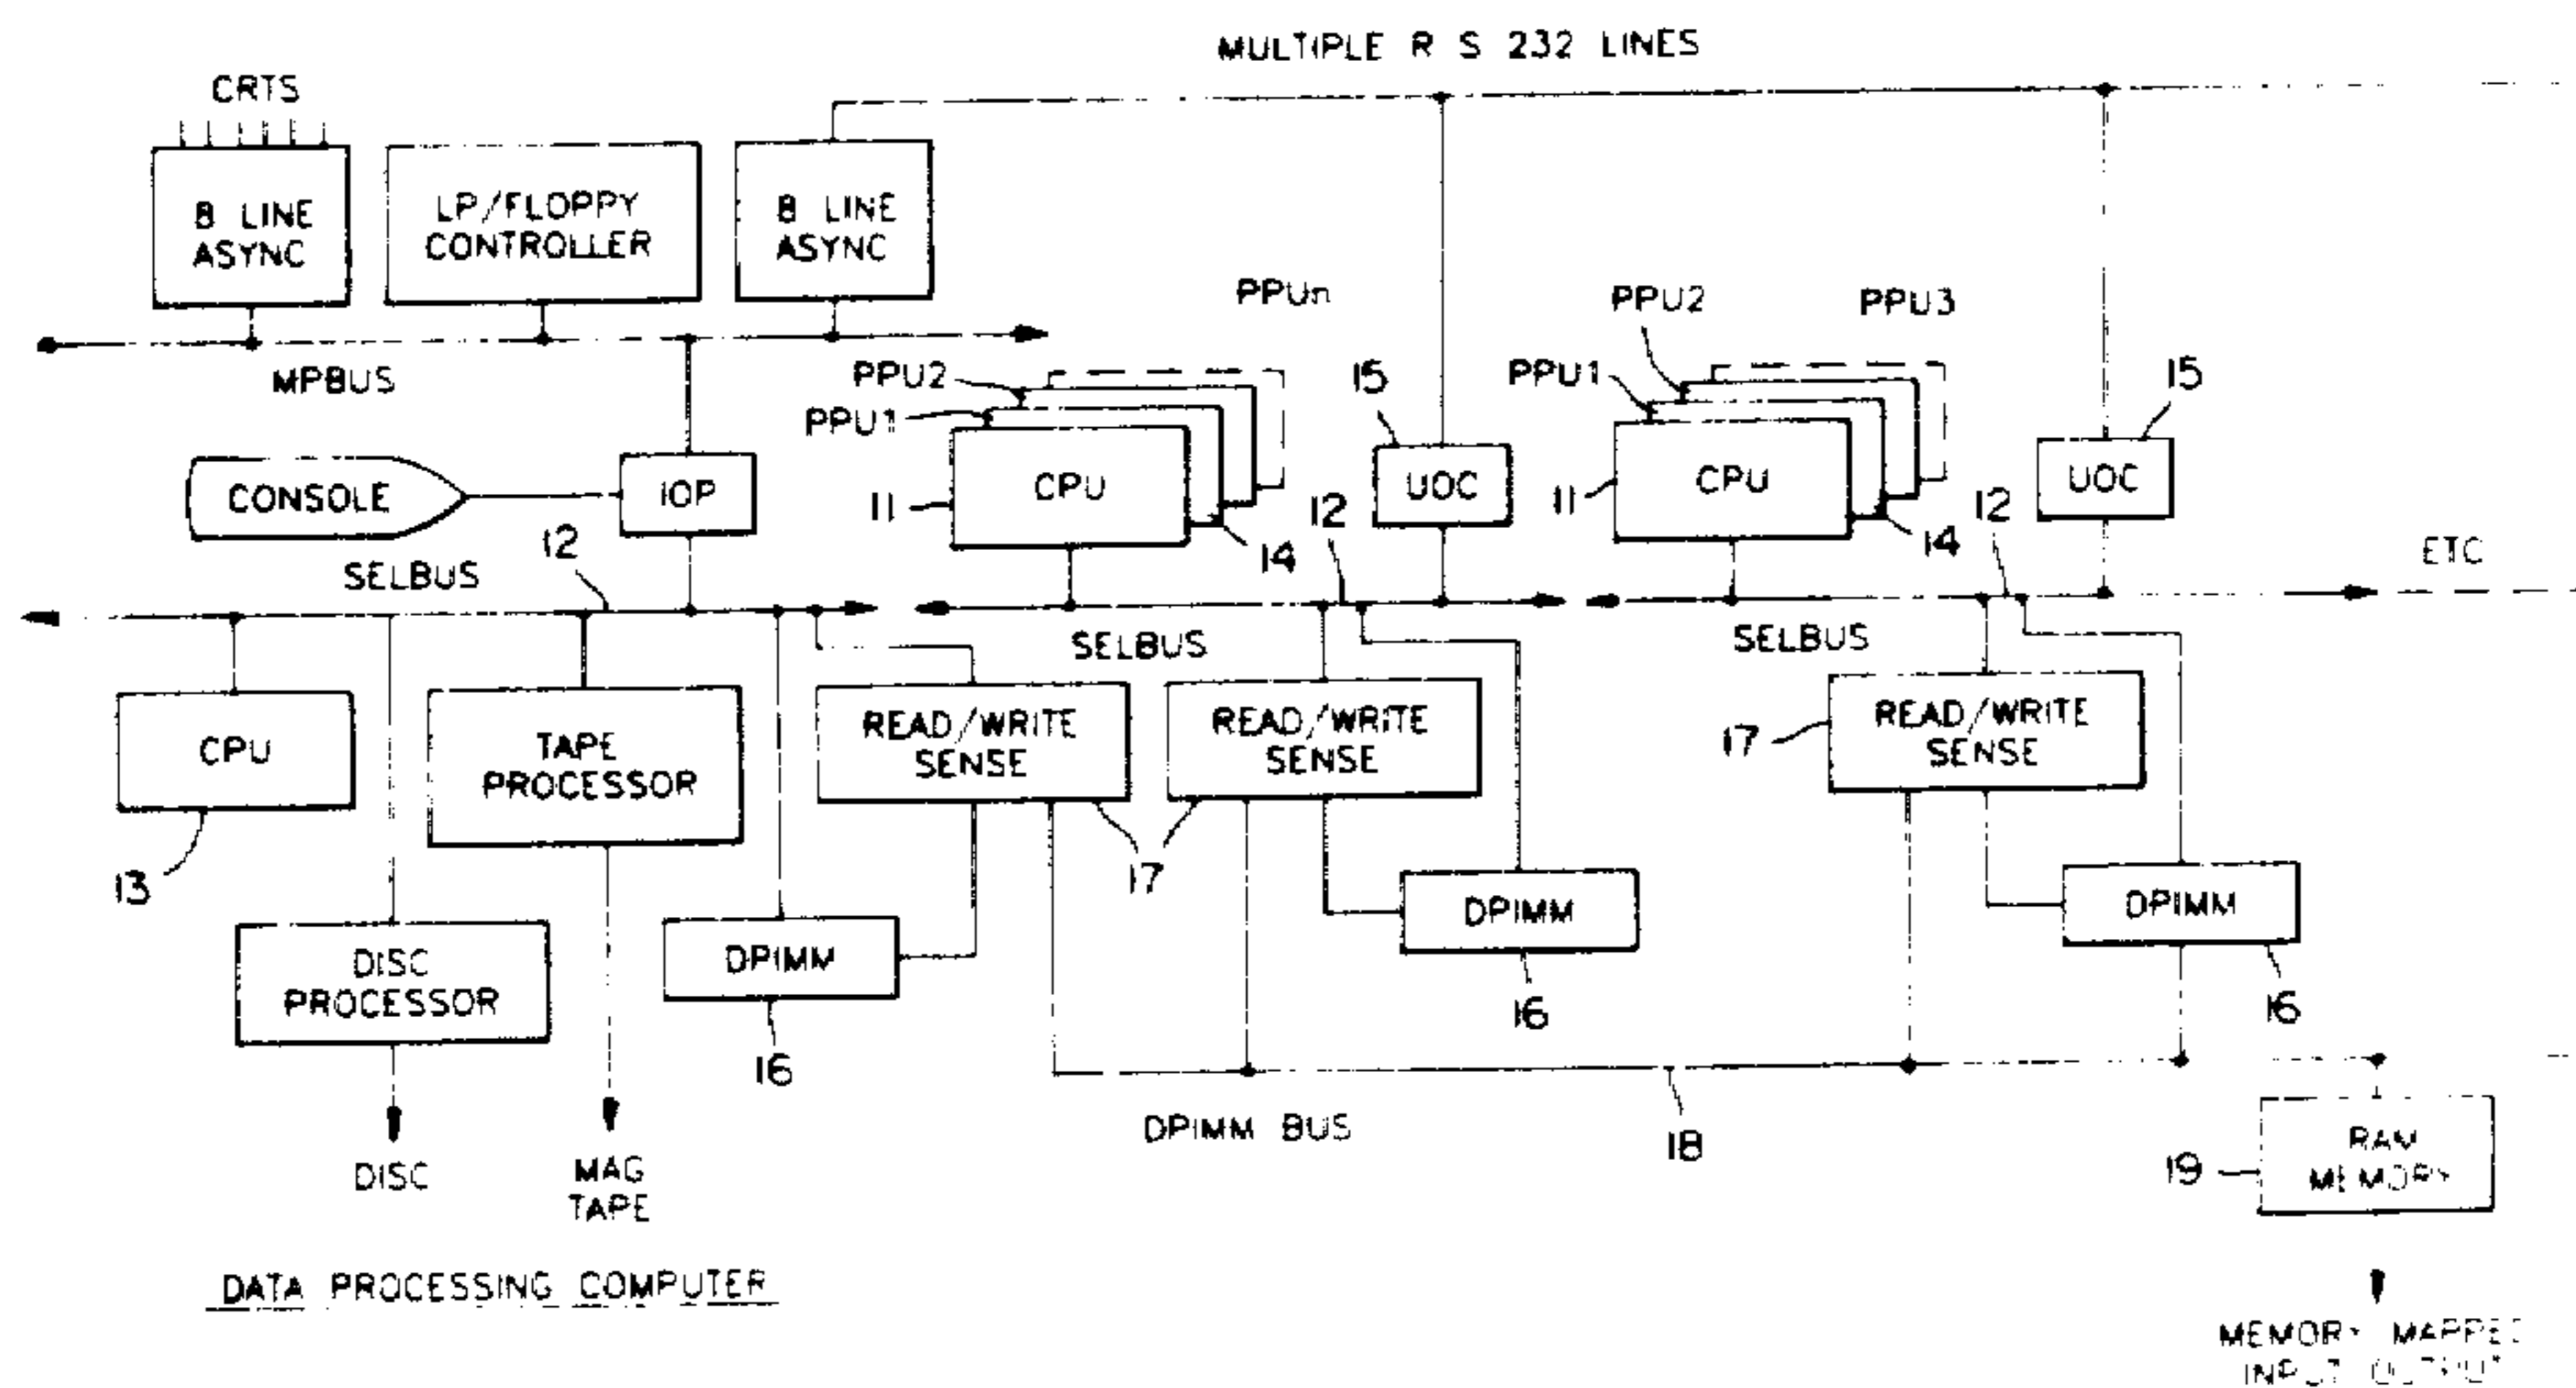 MULTIPLE R S 232 LINES
CRTS
8 LINE
ASYNC
LP/FLOPPY
CONTROLLER
8 LINE
ASYNC
MPBUS
CONSOLE
IOP
PPUn
PPU2
PPU1
CPU
11
14
15
UOC
PPU2
PPU3
PPU1
CPU
11
14
15
UOC
SELBUS
12
12
12
ETC
SELBUS
SELBUS
CPU
13
TAPE
PROCESSOR
READ/WRITE
SENSE
READ/WRITE
SENSE
17
17
READ/WRITE
SENSE
DISC
PROCESSOR
DPIMM
16
DPIMM
16
DPIMM
16
DISC
MAG
TAPE
DPIMM BUS
18
19
RAM
MEMORY
DATA PROCESSING COMPUTER
MEMORY MAPPED
INPUT OUTPUT